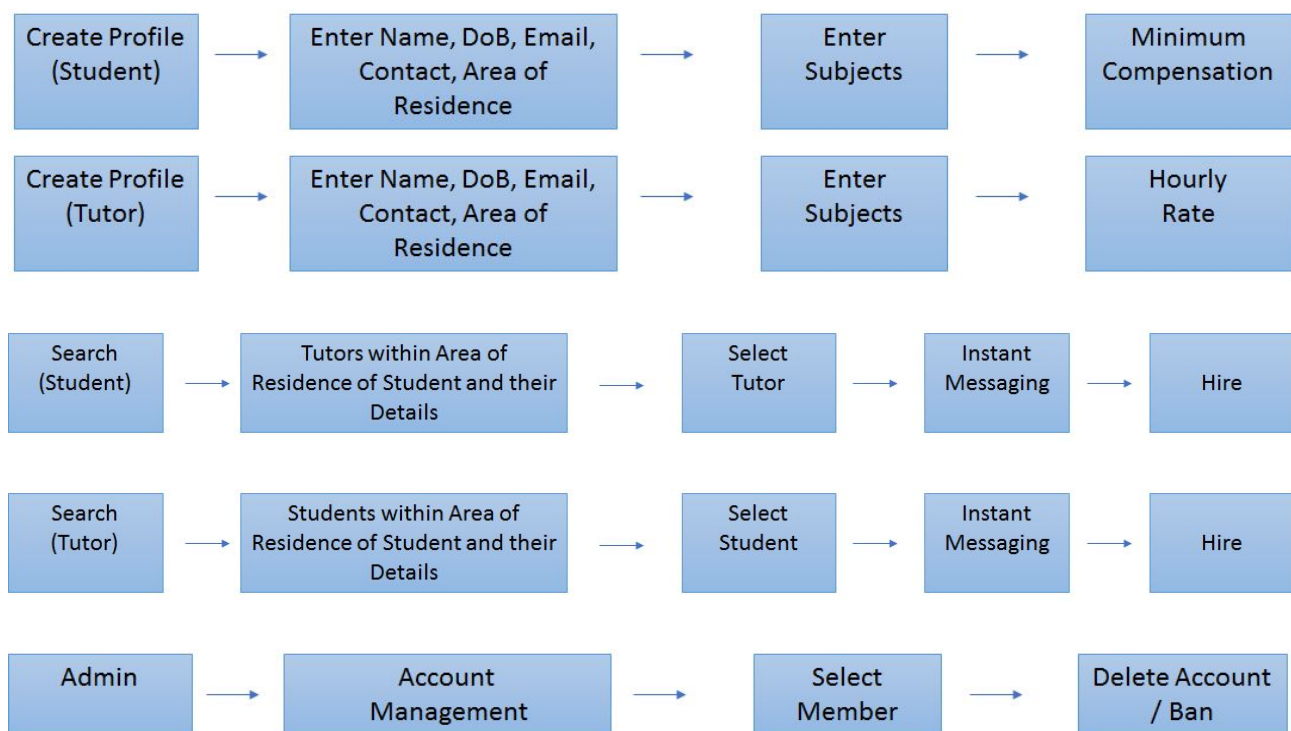 Create Profile
(Student)
Enter Name, DoB, Email,
Contact, Area of
Residence
Enter
Subjects
Minimum
Compensation
Create Profile
(Tutor)
Enter Name, DoB, Email,
Contact, Area of
Residence
Enter
Subjects
Hourly
Rate
Search
(Student)
Tutors within Area of
Residence of Student and their
Details
Select
Tutor
Instant
Messaging
Hire
Search
(Tutor)
Students within Area of
Residence of Student and their
Details
Select
Student
Instant
Messaging
Hire
Admin
Account
Management
Select
Member
Delete Account
/ Ban